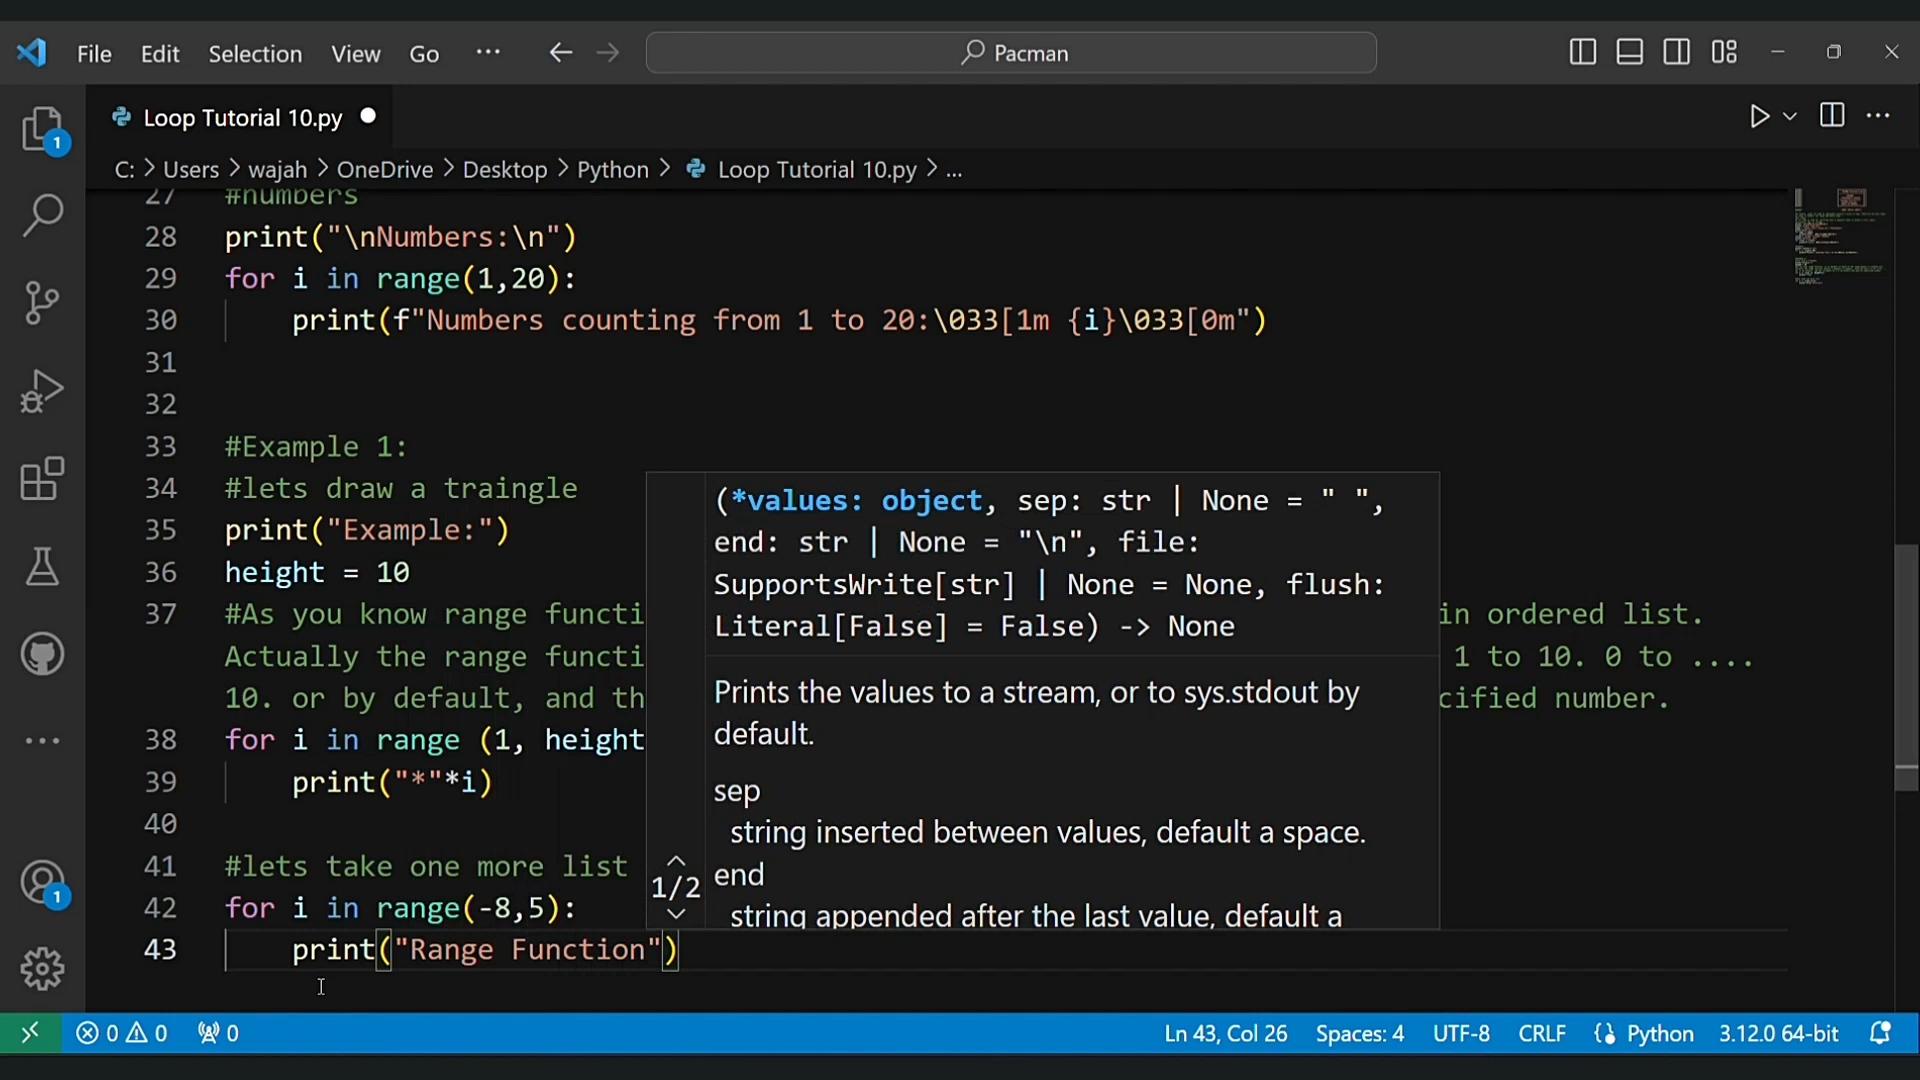 File Edit Selection View Go ··· Pacman
Loop Tutorial 10.py
C: > Users > wajah > OneDrive > Desktop > Python > Loop Tutorial 10.py > ...
27 #numbers
28 print("\nNumbers:\n")
29 for i in range(1,20):
30 print(f"Numbers counting from 1 to 20:\033[1m {i}\033[0m")
31
32
33 #Example 1:
34 #lets draw a traingle
35 print("Example:")
36 height = 10
37 #As you know range functi in ordered list.
Actually the range functi 1 to 10. 0 to ....
10. or by default, and th cified number.
38 for i in range (1, height
39 print("*"*i)
40
41 #lets take one more list
42 for i in range(-8,5):
43 print("Range Function")
(*values: object, sep: str | None = " ",
end: str | None = "\n", file:
SupportsWrite[str] | None = None, flush:
Literal[False] = False) -> None
Prints the values to a stream, or to sys.stdout by
default.
sep
string inserted between values, default a space.
end
string appended after the last value, default a
1/2
1
1
0 0 0 Ln 43, Col 26 Spaces: 4 UTF-8 CRLF Python 3.12.0 64-bit